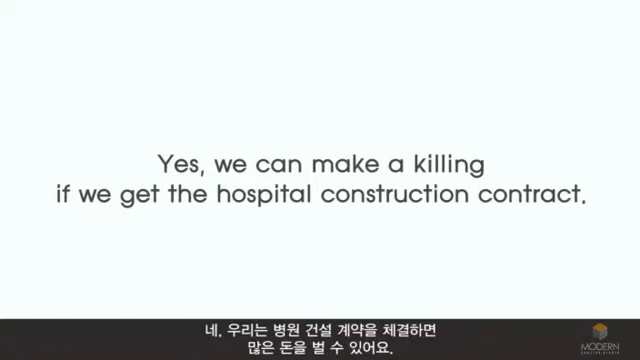 Yes, we can make a killing
if we get the hospital construction contract.
네, 우리는 병원 건설 계약을 체결하면
많은 돈을 벌 수 있어요.
MODERN